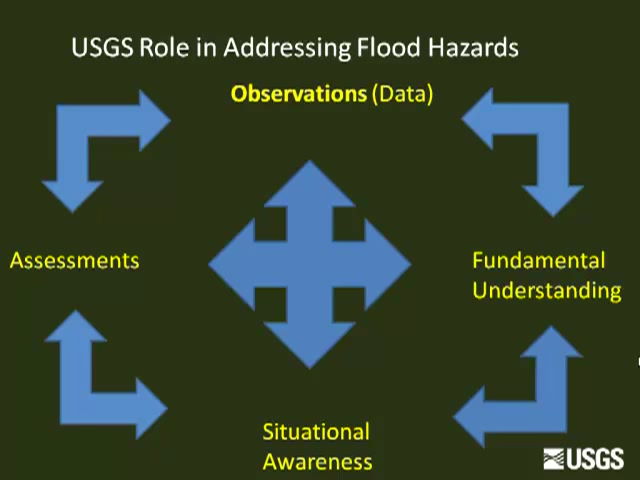 USGS Role in Addressing Flood Hazards
Observations (Data)
Assessments
Fundamental
Understanding
Situational
Awareness
USGS